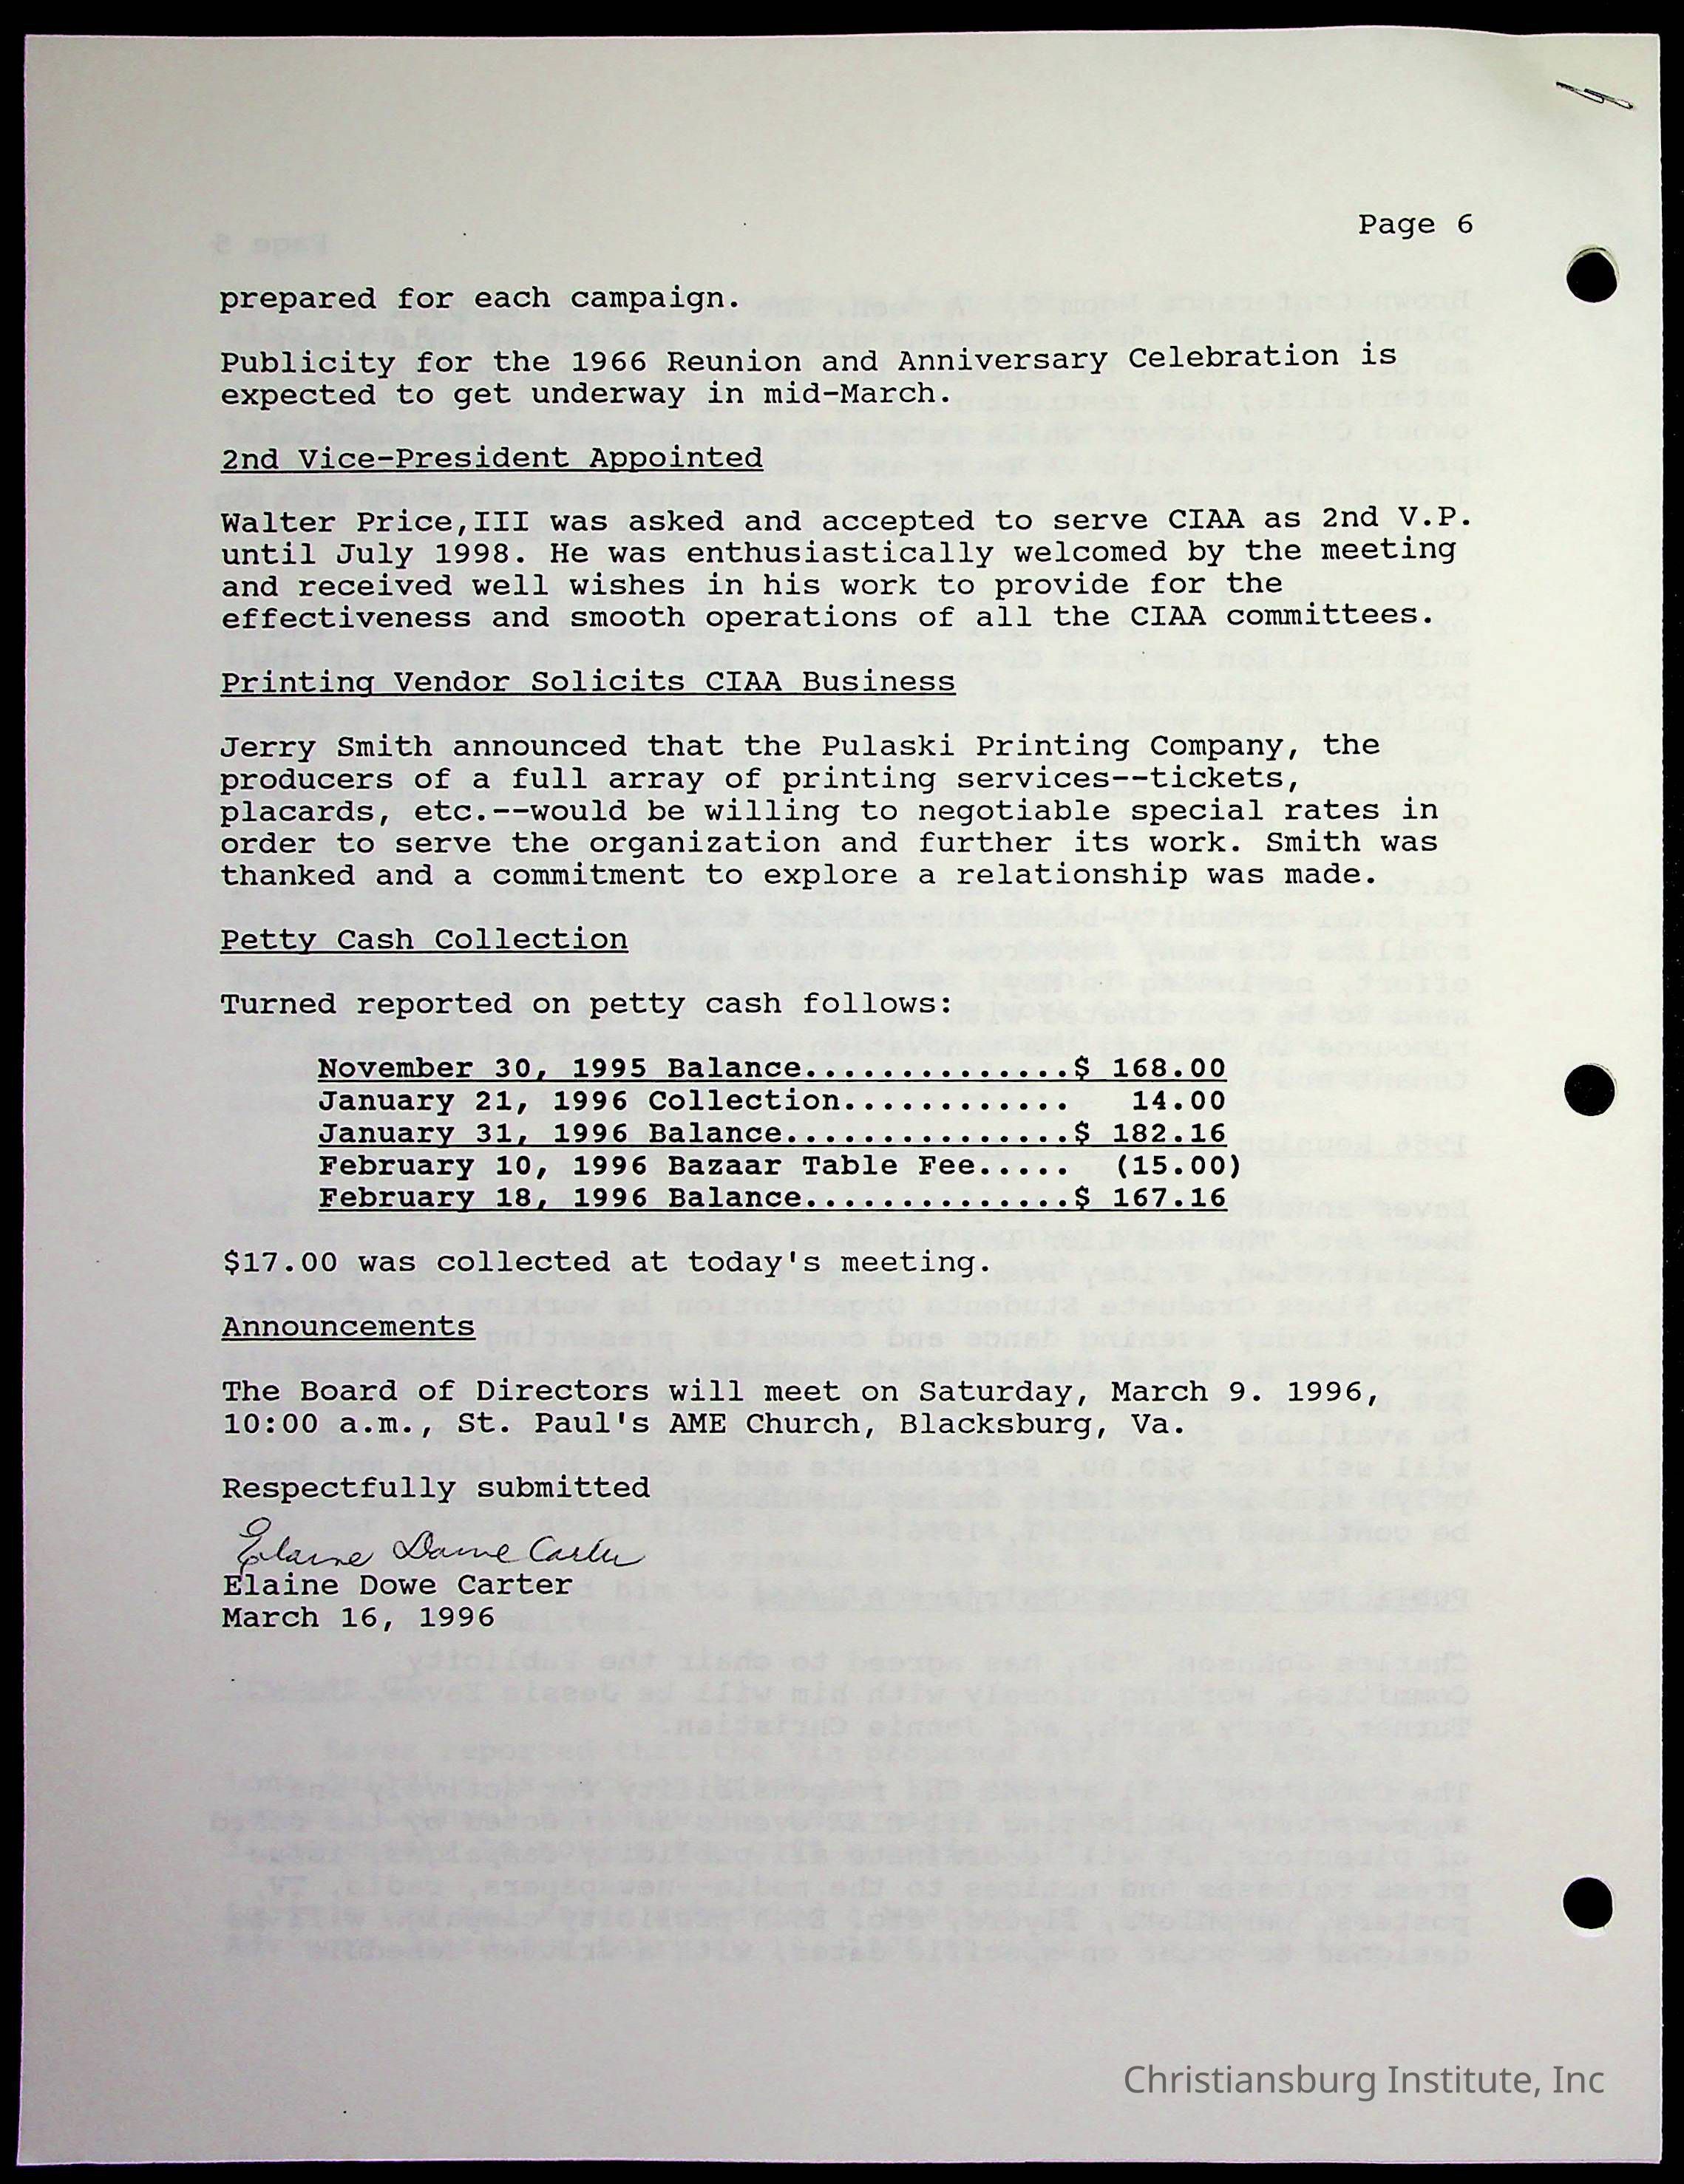 Page 6
prepared for each campaign.
Publicity for the 1966 Reunion and Anniversary Celebration is
expected to get underway in mid-March.
2nd Vice-President Appointed
Walter Price,III was asked and accepted to serve CIAA as 2nd V.P.
until July 1998. He was enthusiastically welcomed by the meeting
and received well wishes in his work to provide for the
effectiveness and smooth operations of all the CIAA committees.
Printing Vendor Solicits CIAA Business
Jerry Smith announced that the Pulaski Printing Company, the
producers of a full array of printing services--tickets,
placards, etc.--would be willing to negotiable special rates in
order to serve the organization and further its work. Smith was
thanked and a commitment to explore a relationship was made.
Petty Cash Collection
Turned reported on petty cash follows:
November 30, 1995 Balance..............$ 168.00
January 21, 1996 Collection............ 14.00
January 31, 1996 Balance...............$ 182.16
February 10, 1996 Bazaar Table Fee..... (15.00)
February 18, 1996 Balance..............$ 167.16
$17.00 was collected at today's meeting.
Announcements
The Board of Directors will meet on Saturday, March 9. 1996,
10:00 a.m., St. Paul's AME Church, Blacksburg, Va.
Respectfully submitted
Elaine Dowe Carter
Elaine Dowe Carter
March 16, 1996
Christiansburg Institute, Inc